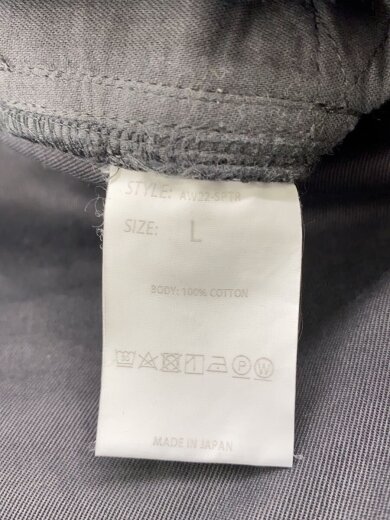 STYLE: AW22-SPTR
SIZE: L
BODY: 100% COTTON
P W
MADE IN JAPAN